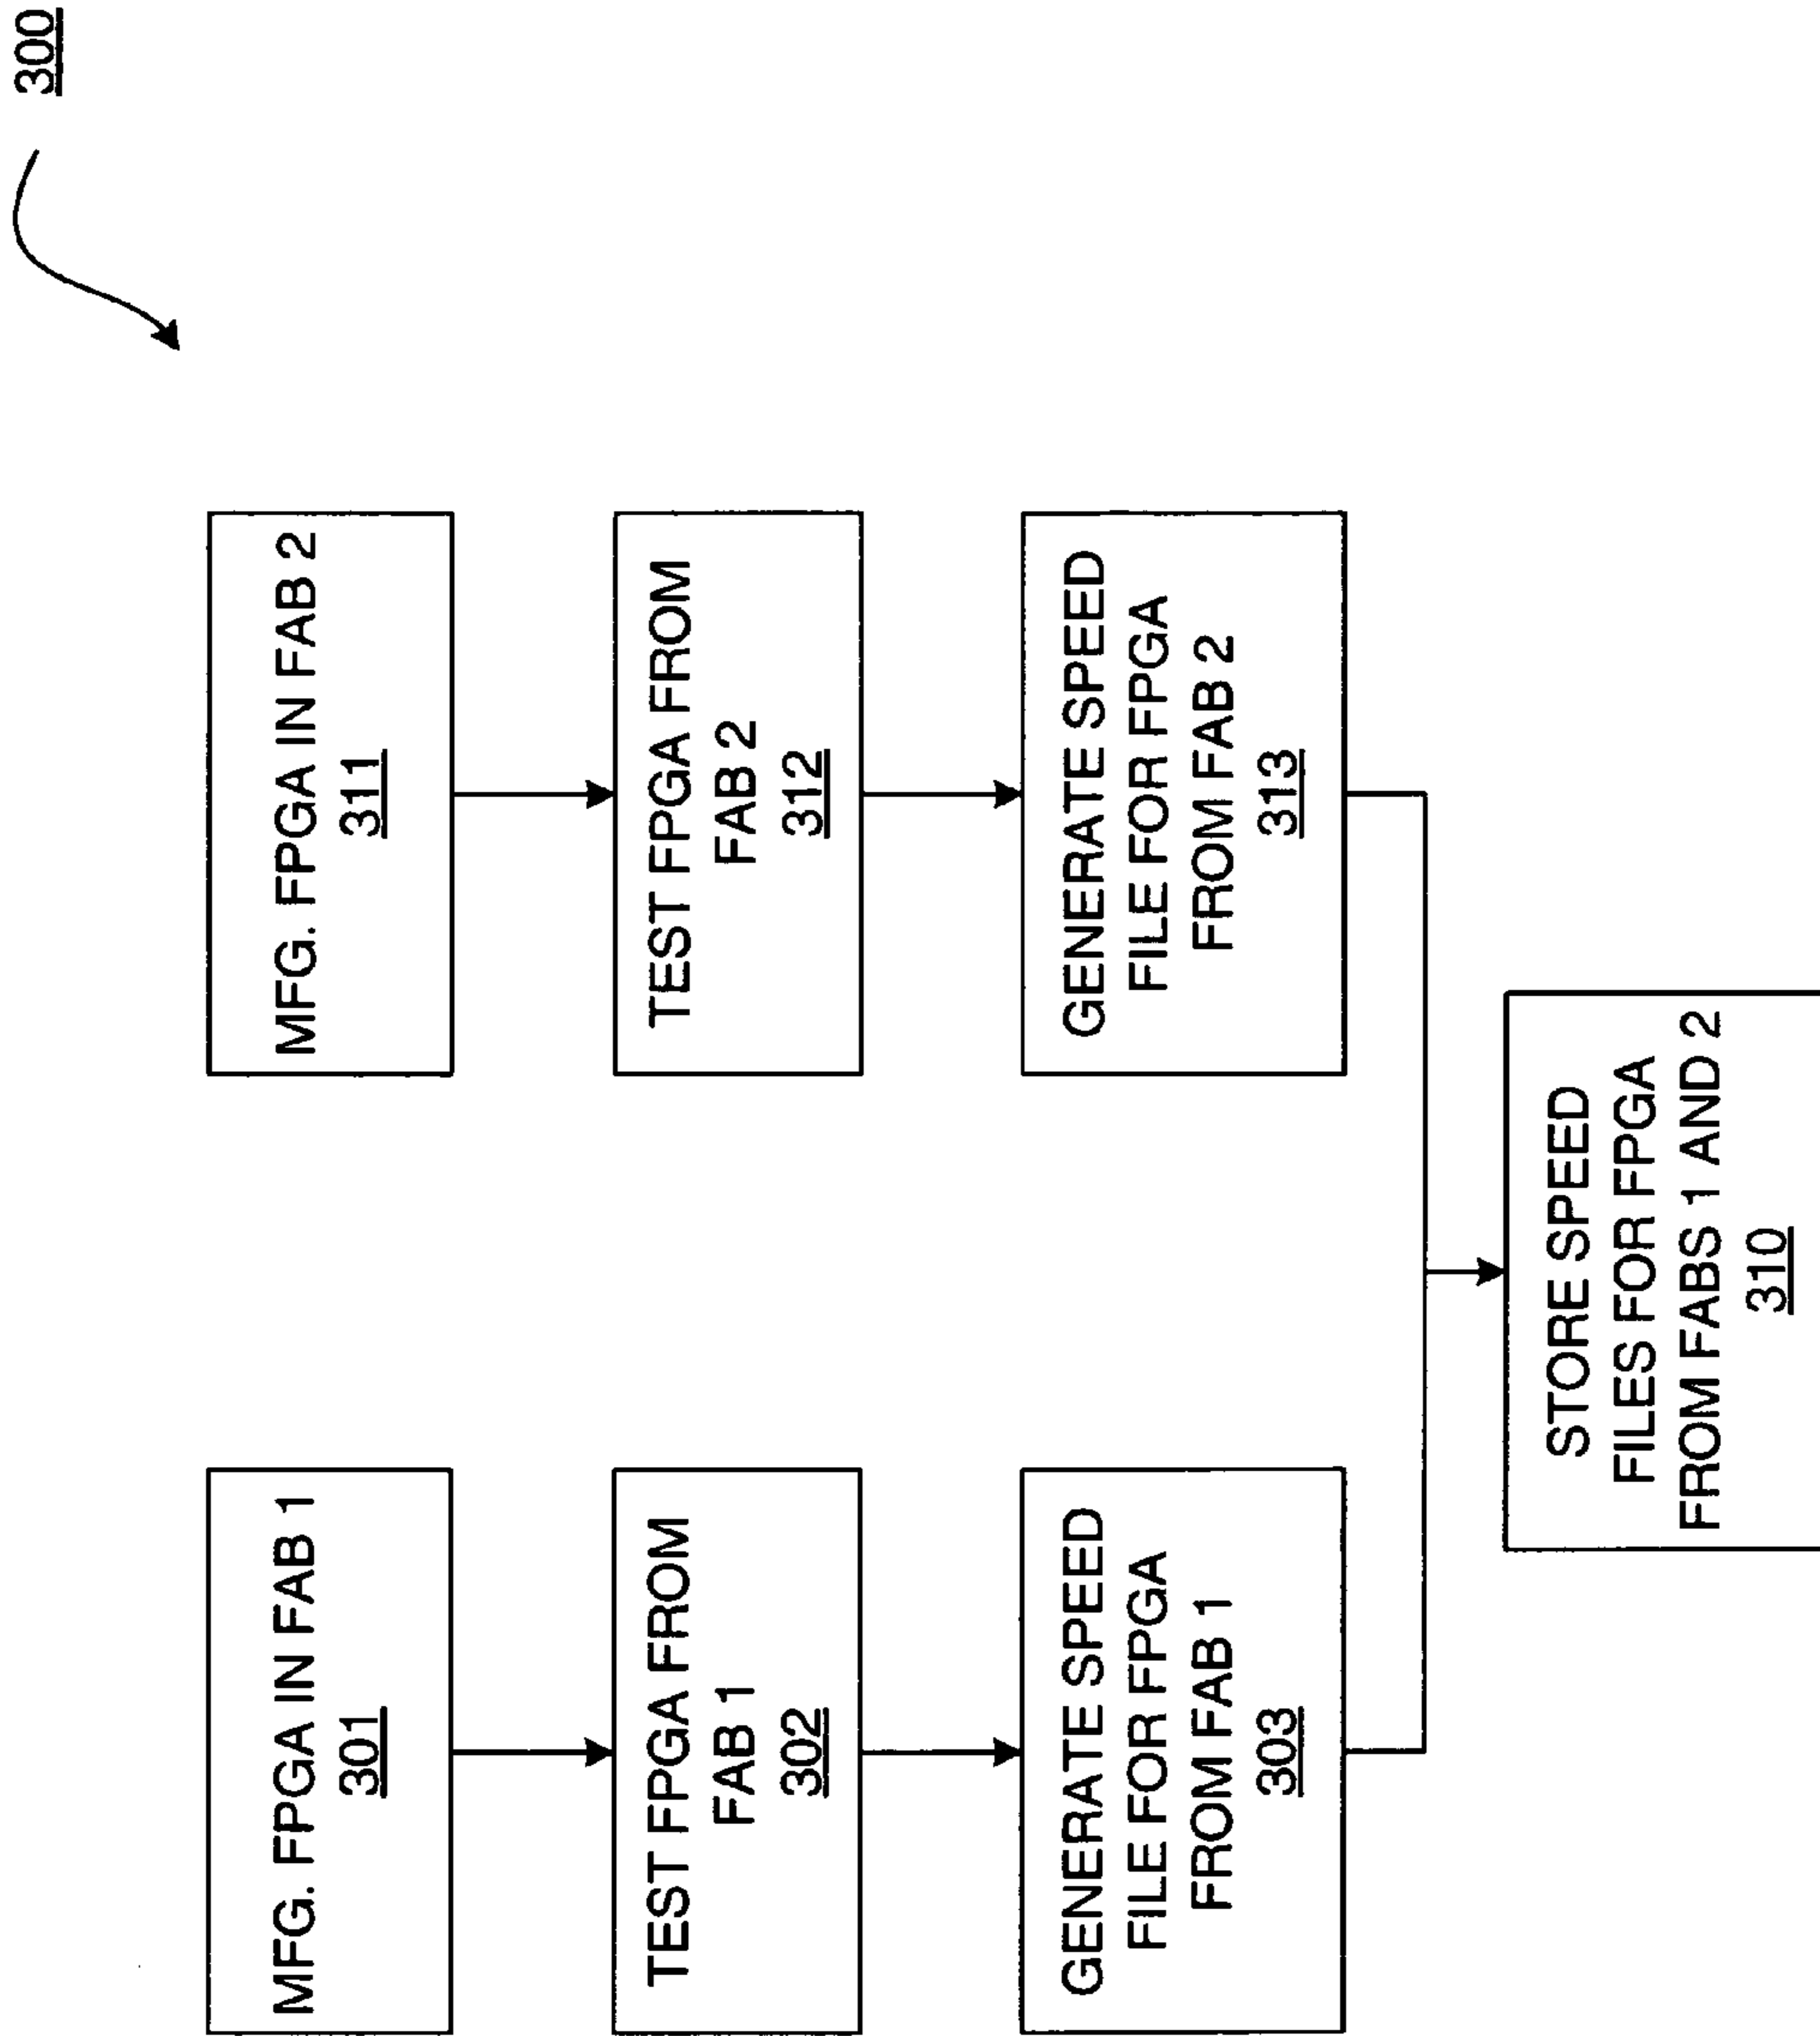 300
MFG. FPGA IN FAB 1
301
TEST FPGA FROM
FAB 1
302
GENERATE SPEED
FILE FOR FPGA
FROM FAB 1
303
MFG. FPGA IN FAB 2
311
TEST FPGA FROM
FAB 2
312
GENERATE SPEED
FILE FOR FPGA
FROM FAB 2
313
STORE SPEED
FILES FOR FPGA
FROM FABS 1 AND 2
310